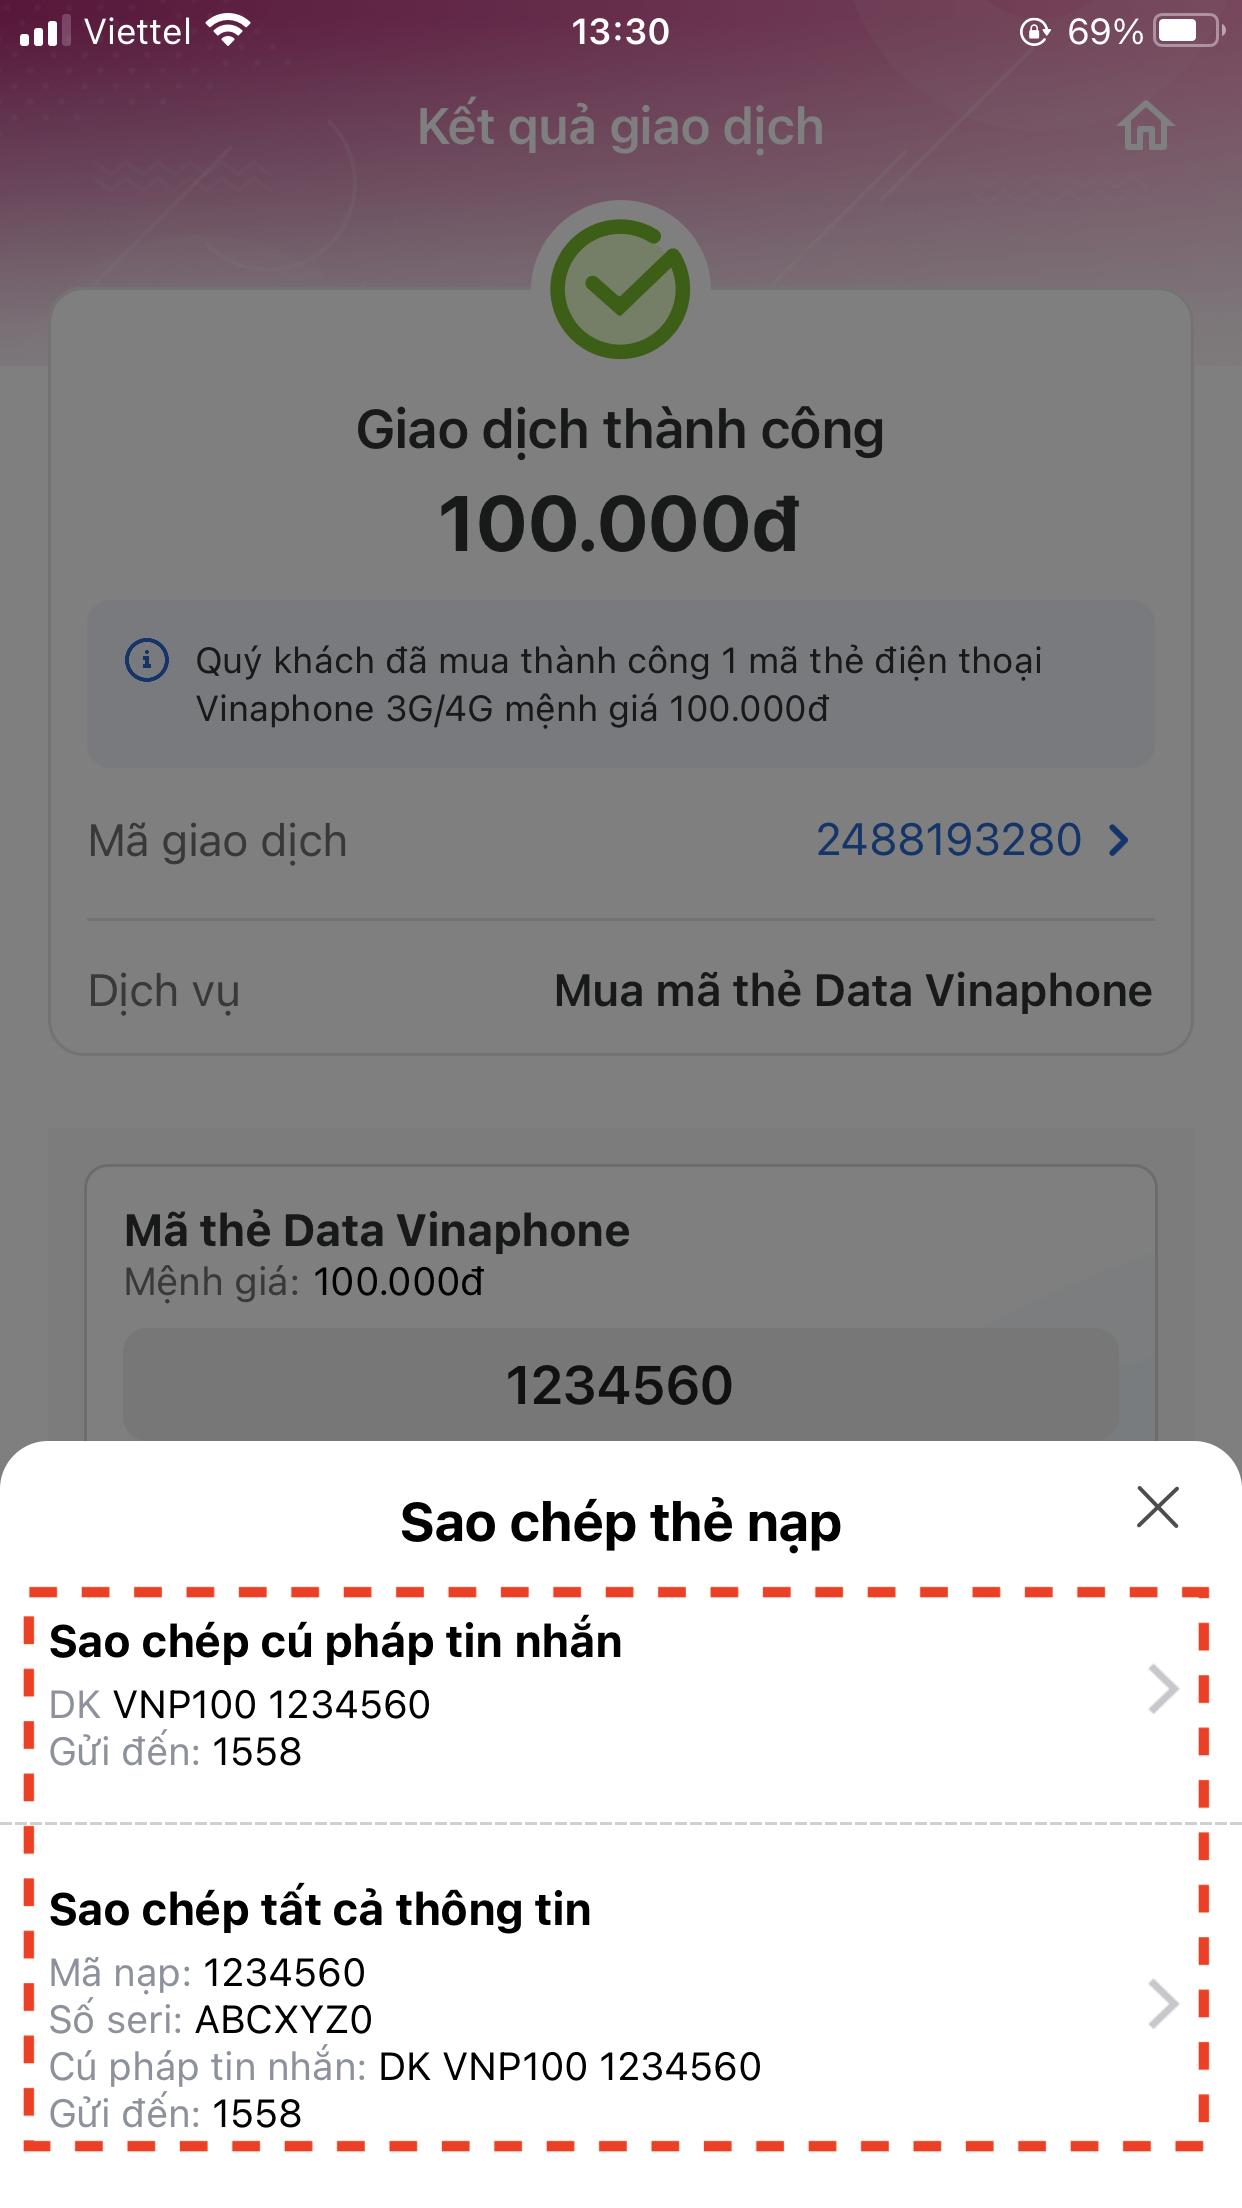 Viettel 13:30 69%
Kết quả giao dịch
Giao dịch thành công
100.000đ
Quý khách đã mua thành công 1 mã thẻ điện thoại
Vinaphone 3G/4G mệnh giá 100.000đ
Mã giao dịch 2488193280
Dịch vụ Mua mã thẻ Data Vinaphone
Mã thẻ Data Vinaphone
Mệnh giá: 100.000đ
1234560
Sao chép thẻ nạp
Sao chép cú pháp tin nhắn
DK VNP100 1234560
Gửi đến: 1558
Sao chép tất cả thông tin
Mã nạp: 1234560
Số seri: ABCXYZ0
Cú pháp tin nhắn: DK VNP100 1234560
Gửi đến: 1558